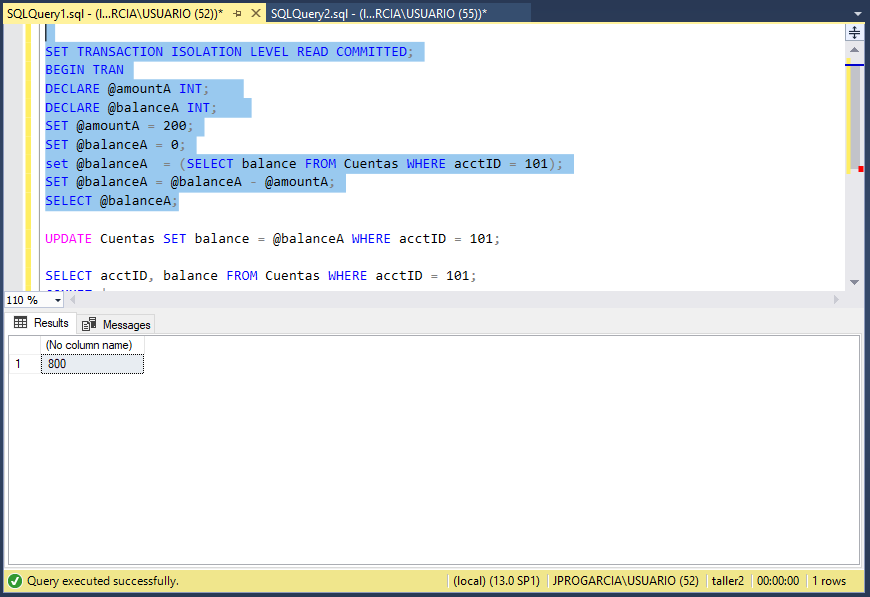 SQLQuery1.sql - (l...RCIA\USUARIO (52))* SQLQuery2.sql - (l...RCIA\USUARIO (55))*
SET TRANSACTION ISOLATION LEVEL READ COMMITTED;
BEGIN TRAN
DECLARE @amountA INT;
DECLARE @balanceA INT;
SET @amountA = 200;
SET @balanceA = 0;
set @balanceA  = (SELECT balance FROM Cuentas WHERE acctID = 101);
SET @balanceA = @balanceA - @amountA;
SELECT @balanceA;
UPDATE Cuentas SET balance = @balanceA WHERE acctID = 101;
SELECT acctID, balance FROM Cuentas WHERE acctID = 101;
110 %
Results Messages
(No column name)
1 800
Query executed successfully. (local) (13.0 SP1) JPROGARCIA\USUARIO (52) taller2 00:00:00 1 rows